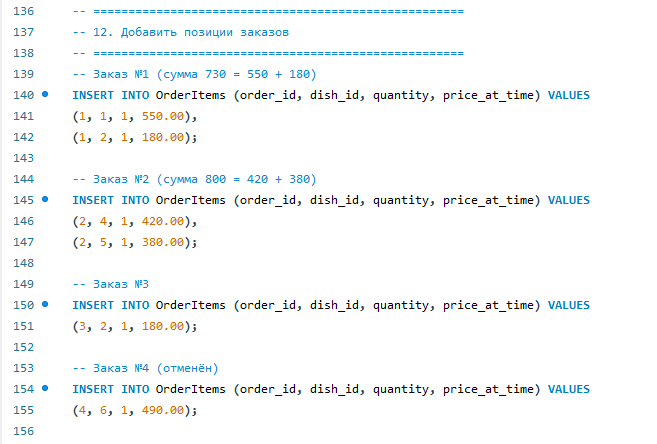 136 -- =====================================================
137 -- 12. Добавить позиции заказов
138 -- =====================================================
139 -- Заказ №1 (сумма 730 = 550 + 180)
140 INSERT INTO OrderItems (order_id, dish_id, quantity, price_at_time) VALUES
141 (1, 1, 1, 550.00),
142 (1, 2, 1, 180.00);
143
144 -- Заказ №2 (сумма 800 = 420 + 380)
145 INSERT INTO OrderItems (order_id, dish_id, quantity, price_at_time) VALUES
146 (2, 4, 1, 420.00),
147 (2, 5, 1, 380.00);
148
149 -- Заказ №3
150 INSERT INTO OrderItems (order_id, dish_id, quantity, price_at_time) VALUES
151 (3, 2, 1, 180.00);
152
153 -- Заказ №4 (отменён)
154 INSERT INTO OrderItems (order_id, dish_id, quantity, price_at_time) VALUES
155 (4, 6, 1, 490.00);
156